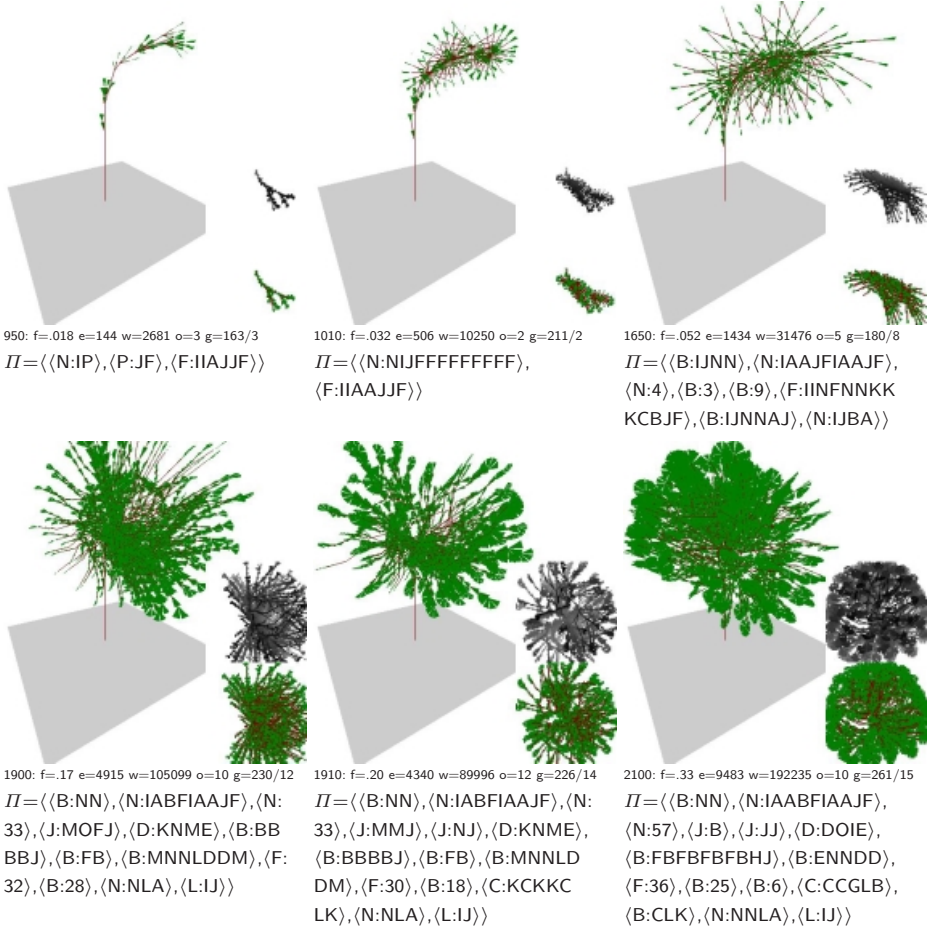 950: f=.018 e=144 w=2681 o=3 g=163/3
Π=⟨⟨N:IP⟩,⟨P:JF⟩,⟨F:IIAJJF⟩⟩
1010: f=.032 e=506 w=10250 o=2 g=211/2
Π=⟨⟨N:NIJFFFFFFFFF⟩,
⟨F:IIAAJJF⟩⟩
1650: f=.052 e=1434 w=31476 o=5 g=180/8
Π=⟨⟨B:IJNN⟩,⟨N:IAAJFIAAJF⟩,
⟨N:4⟩,⟨B:3⟩,⟨B:9⟩,⟨F:IINFNNKK
KCBJF⟩,⟨B:IJNNAJ⟩,⟨N:IJBA⟩⟩
1900: f=.17 e=4915 w=105099 o=10 g=230/12
Π=⟨⟨B:NN⟩,⟨N:IABFIAAJF⟩,⟨N:
33⟩,⟨J:MOFJ⟩,⟨D:KNME⟩,⟨B:BB
BBJ⟩,⟨B:FB⟩,⟨B:MNNLDDM⟩,⟨F:
32⟩,⟨B:28⟩,⟨N:NLA⟩,⟨L:IJ⟩⟩
1910: f=.20 e=4340 w=89996 o=12 g=226/14
Π=⟨⟨B:NN⟩,⟨N:IABFIAAJF⟩,⟨N:
33⟩,⟨J:MMJ⟩,⟨J:NJ⟩,⟨D:KNME⟩,
⟨B:BBBBJ⟩,⟨B:FB⟩,⟨B:MNNLD
DM⟩,⟨F:30⟩,⟨B:18⟩,⟨C:KCKKC
LK⟩,⟨N:NLA⟩,⟨L:IJ⟩⟩
2100: f=.33 e=9483 w=192235 o=10 g=261/15
Π=⟨⟨B:NN⟩,⟨N:IAABFIAAJF⟩,
⟨N:57⟩,⟨J:B⟩,⟨J:JJ⟩,⟨D:DOIE⟩,
⟨B:FBFBFBFBHJ⟩,⟨B:ENNDD⟩,
⟨F:36⟩,⟨B:25⟩,⟨B:6⟩,⟨C:CCGLB⟩,
⟨B:CLK⟩,⟨N:NNLA⟩,⟨L:IJ⟩⟩